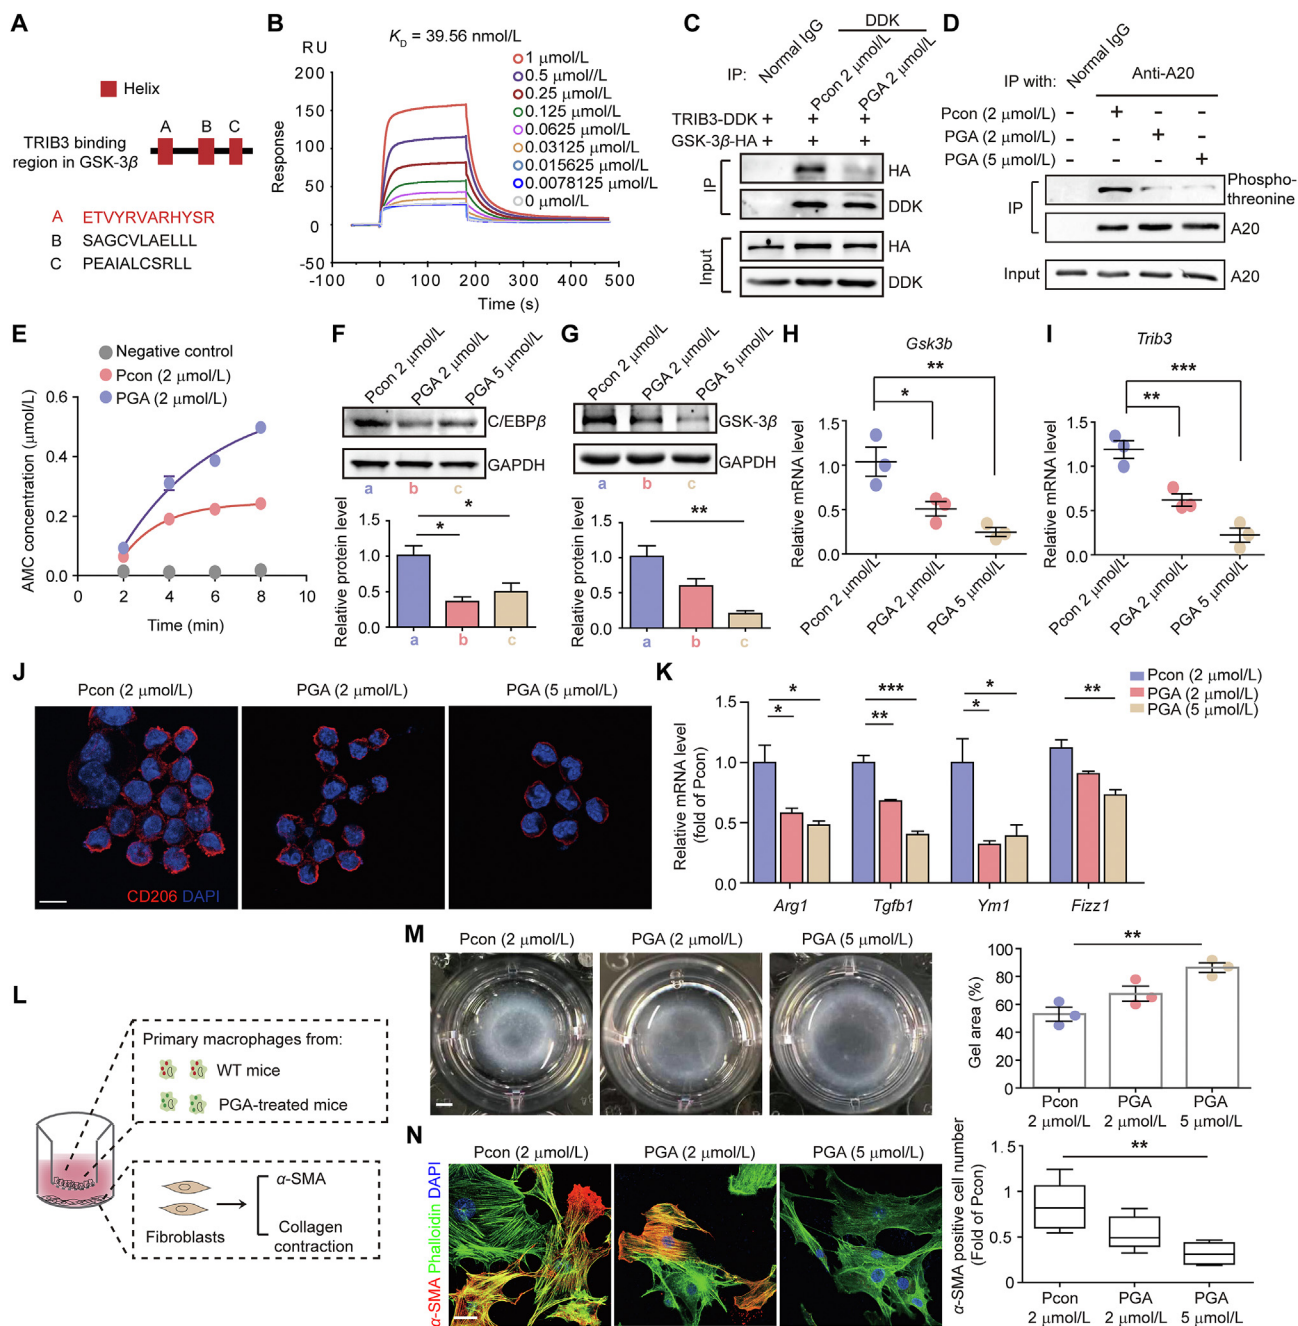 A
Helix
A B C
TRIB3 binding
region in GSK-3β
A ETVYRVARHYSR
B SAGCVLAELLL
C PEAIALCSRLL
B
RU
K_D = 39.56 nmol/L
Response
200
150
100
50
0
-50
-100 0 100 200 300 400 500
Time (s)
1 μmol/L
0.5 μmol//L
0.25 μmol/L
0.125 μmol/L
0.0625 μmol/L
0.03125 μmol/L
0.015625 μmol/L
0.0078125 μmol/L
0 μmol/L
C
DDK
IP:
Normal IgG
Pcon 2 μmol/L
PGA 2 μmol/L
TRIB3-DDK + + +
GSK-3β-HA + + +
IP
HA
DDK
Input
HA
DDK
D
Normal IgG
IP with:
Anti-A20
Pcon (2 μmol/L) - + - -
PGA (2 μmol/L) - - + -
PGA (5 μmol/L) - - - +
IP
Phospho-
threonine
A20
Input
A20
E
Negative control
Pcon (2 μmol/L)
PGA (2 μmol/L)
AMC concentration (μmol/L)
0.6
0.4
0.2
0.0
0 2 4 6 8 10
Time (min)
F
Pcon 2 μmol/L
PGA 2 μmol/L
PGA 5 μmol/L
C/EBPβ
GAPDH
a b c
Relative protein level
1.5
1.0
0.5
0.0
*
*
a b c
G
Pcon 2 μmol/L
PGA 2 μmol/L
PGA 5 μmol/L
GSK-3β
GAPDH
a b c
Relative protein level
1.5
1.0
0.5
0.0
**
a b c
H
Gsk3b
**
*
Relative mRNA level
1.5
1.0
0.5
0.0
Pcon 2 μmol/L
PGA 2 μmol/L
PGA 5 μmol/L
I
Trib3
***
**
Relative mRNA level
1.5
1.0
0.5
0.0
Pcon 2 μmol/L
PGA 2 μmol/L
PGA 5 μmol/L
J
Pcon (2 μmol/L)
PGA (2 μmol/L)
PGA (5 μmol/L)
CD206 DAPI
K
Pcon (2 μmol/L)
PGA (2 μmol/L)
PGA (5 μmol/L)
Relative mRNA level
(fold of Pcon)
1.5
1.0
0.5
0.0
* *** * **
* ** *
Arg1 Tgfb1 Ym1 Fizz1
L
Primary macrophages from:
WT mice
PGA-treated mice
Fibroblasts
α-SMA
Collagen
contraction
M
Pcon (2 μmol/L)
PGA (2 μmol/L)
PGA (5 μmol/L)
Gel area (%)
100
80
60
40
20
0
**
Pcon PGA PGA
2 μmol/L 2 μmol/L 5 μmol/L
N
Pcon (2 μmol/L)
PGA (2 μmol/L)
PGA (5 μmol/L)
α-SMA Phalloidin DAPI
α-SMA positive cell number
(Fold of Pcon)
1.5
1.0
0.5
0.0
**
Pcon PGA PGA
2 μmol/L 2 μmol/L 5 μmol/L